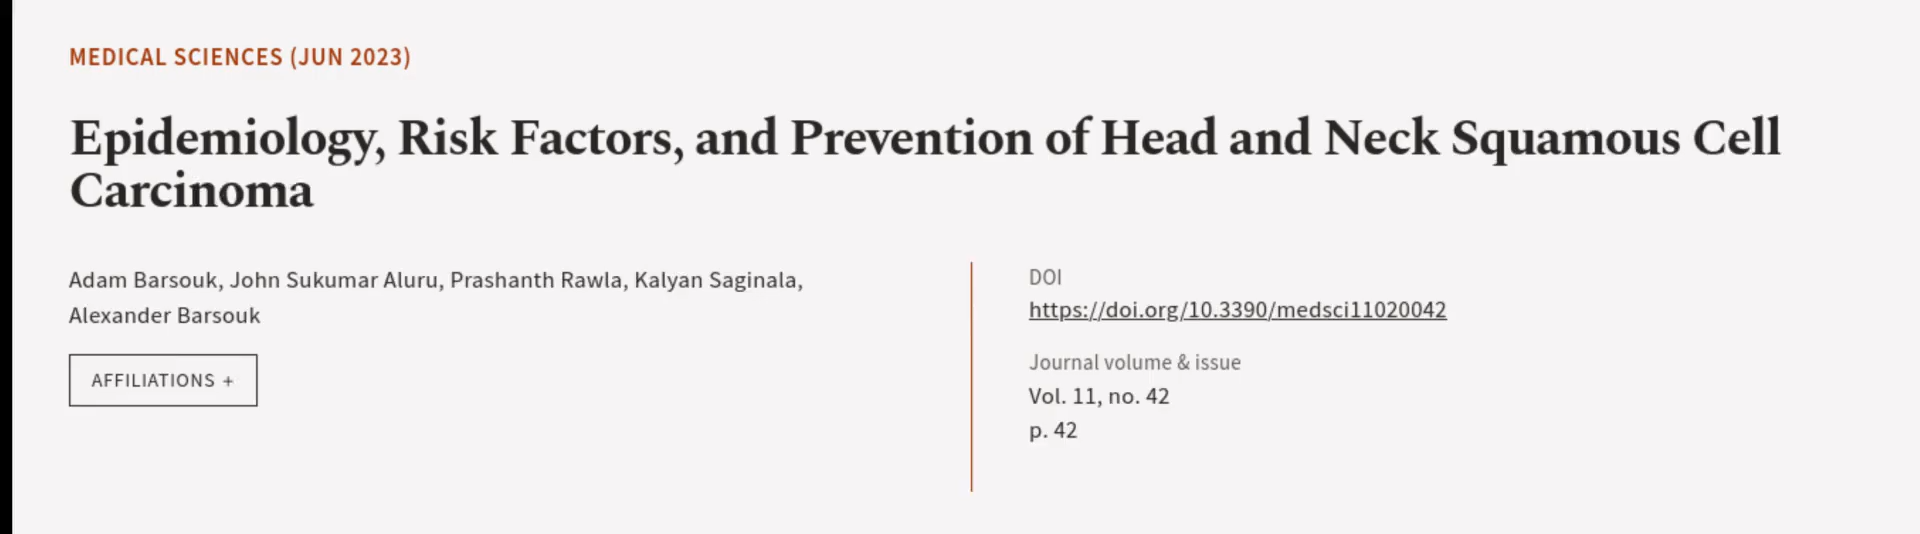 MEDICAL SCIENCES (JUN 2023)
Epidemiology, Risk Factors, and Prevention of Head and Neck Squamous Cell
Carcinoma
Adam Barsouk, John Sukumar Aluru, Prashanth Rawla, Kalyan Saginala,
Alexander Barsouk
AFFILIATIONS +
DOI
https://doi.org/10.3390/medsci11020042
Journal volume & issue
Vol. 11, no. 42
p. 42